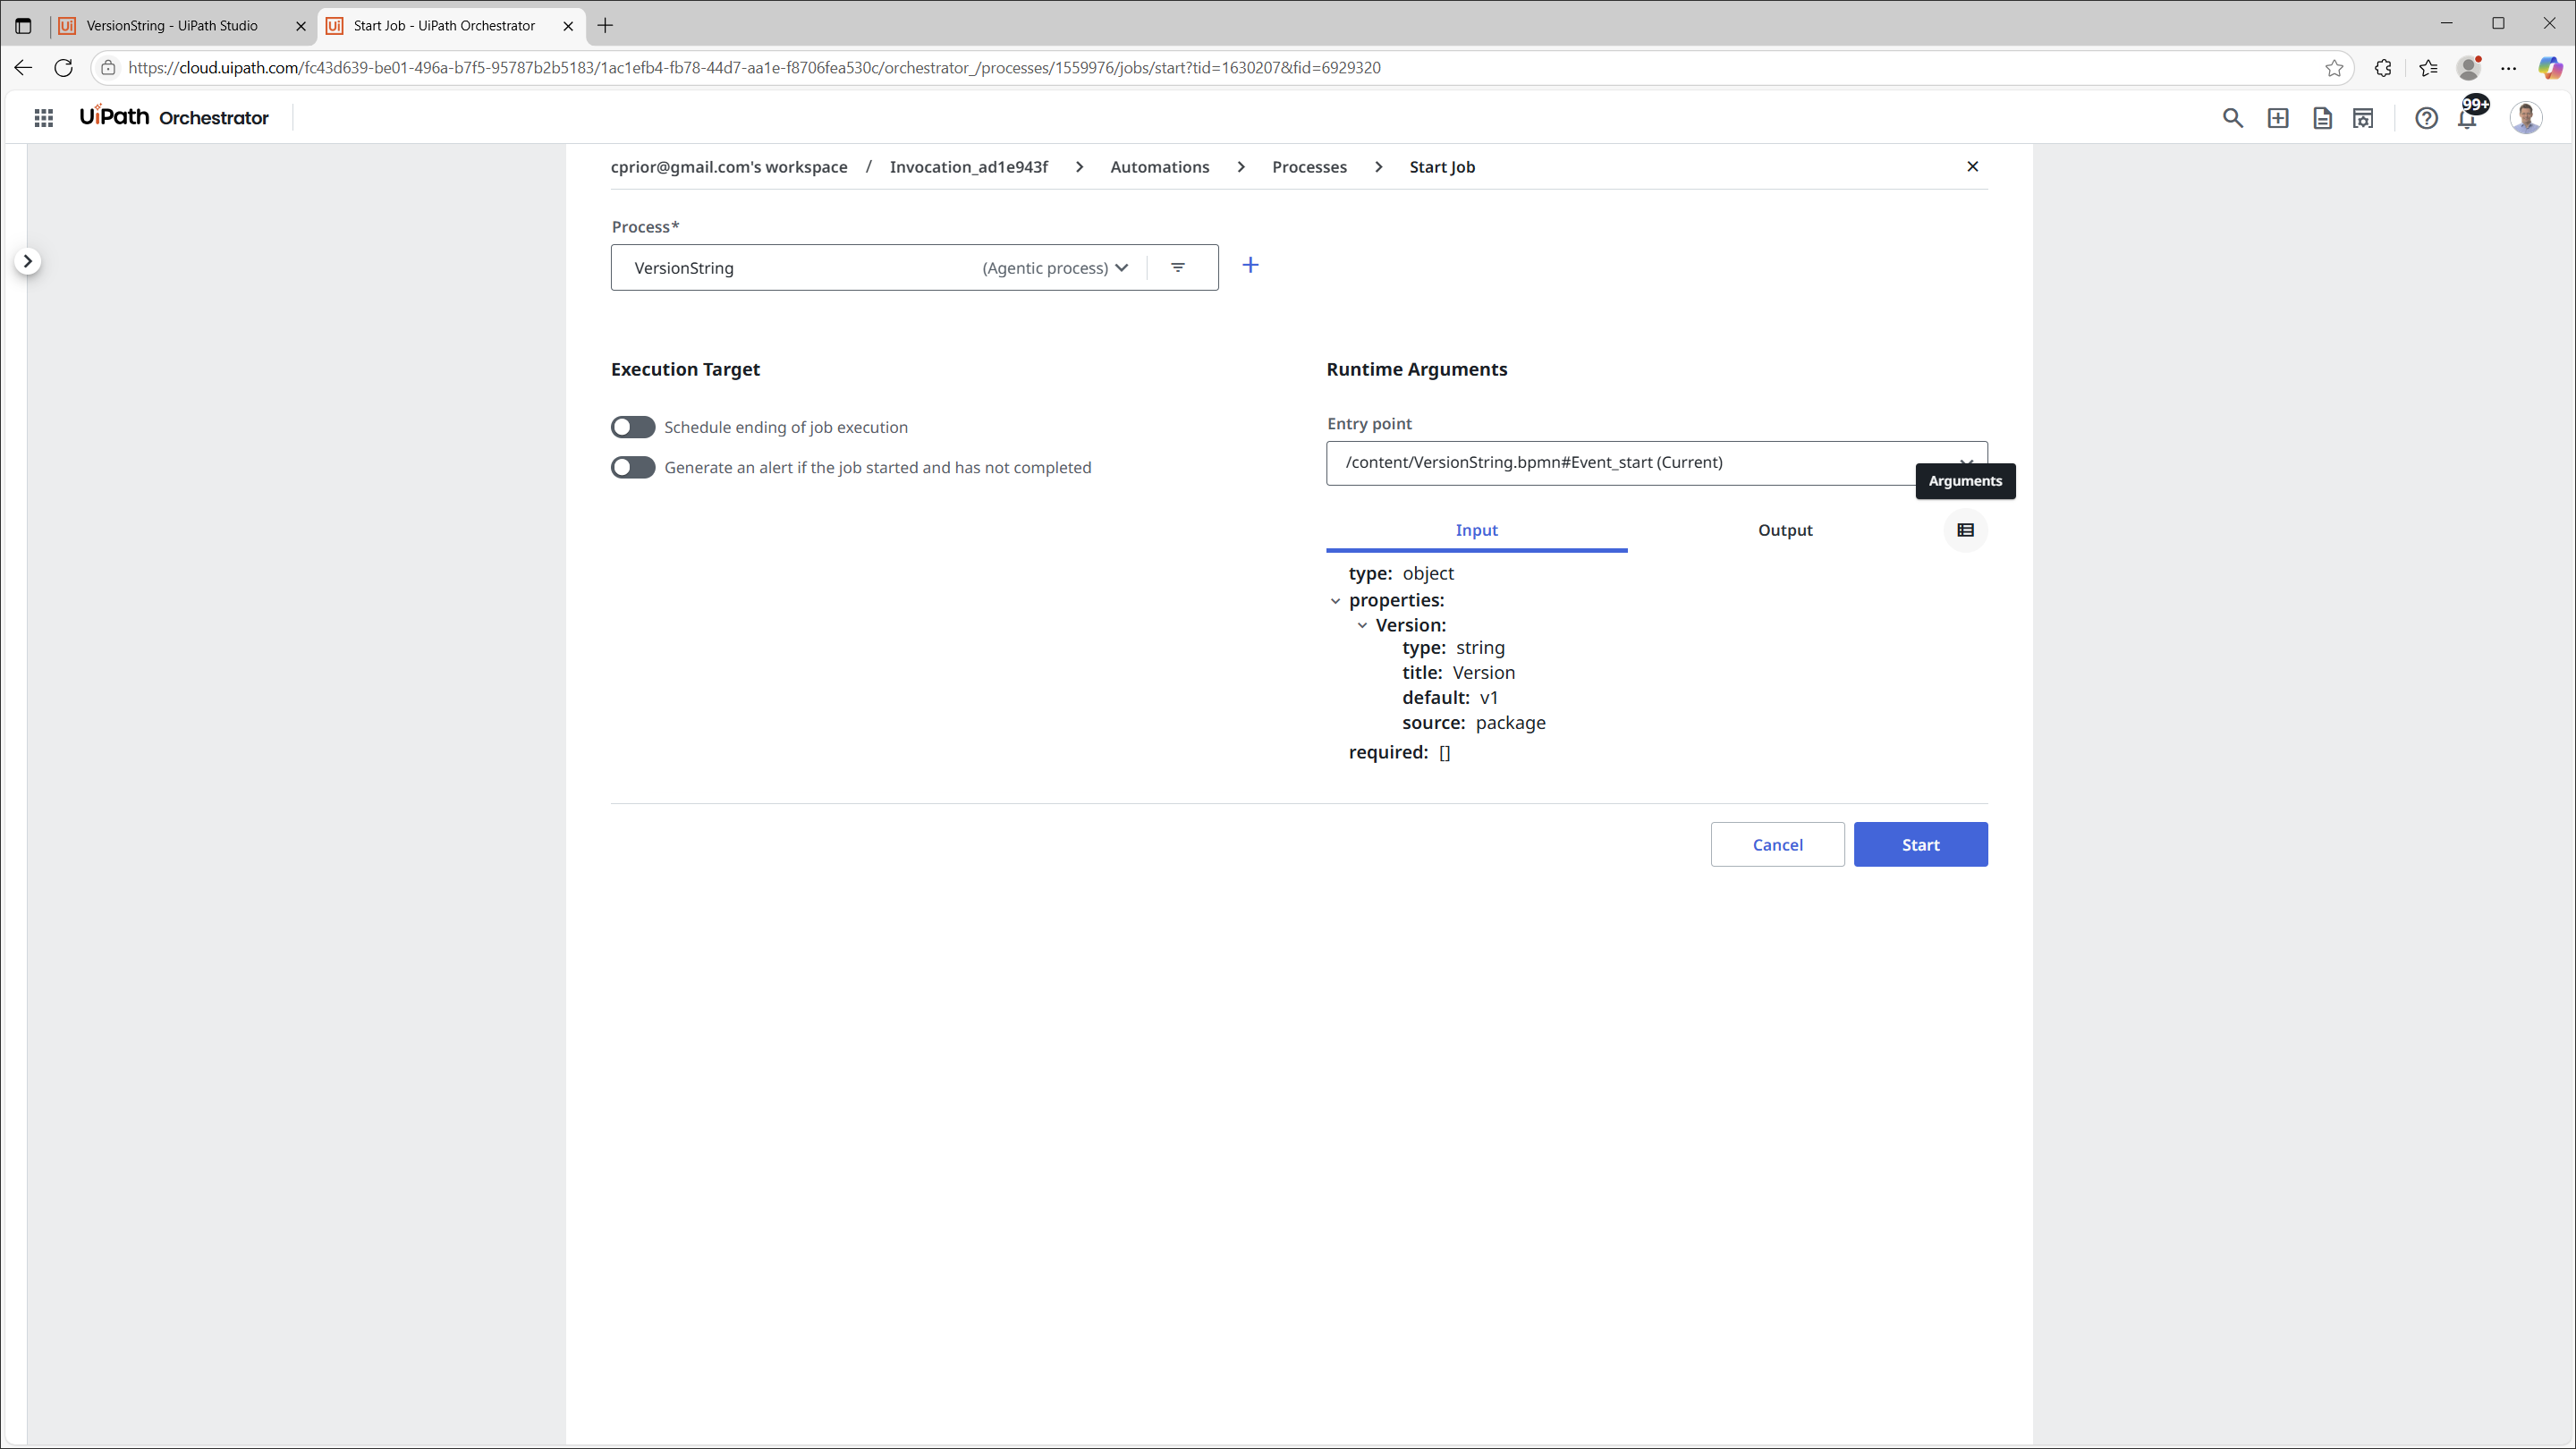 VersionString - UiPath Studio
Start Job - UiPath Orchestrator
https://cloud.uipath.com/fc43d639-be01-496a-b7f5-95787b2b5183/1ac1efb4-fb78-44d7-aa1e-f8706fea530c/orchestrator_/processes/1559976/jobs/start?tid=1630207&fid=6929320
UiPath Orchestrator
99+
cprior@gmail.com's workspace / Invocation_ad1e943f > Automations > Processes > Start Job
Process*
VersionString (Agentic process)
Execution Target
Schedule ending of job execution
Generate an alert if the job started and has not completed
Runtime Arguments
Entry point
/content/VersionString.bpmn#Event_start (Current)
Arguments
Input Output
type: object
properties:
Version:
type: string
title: Version
default: v1
source: package
required: []
Cancel Start